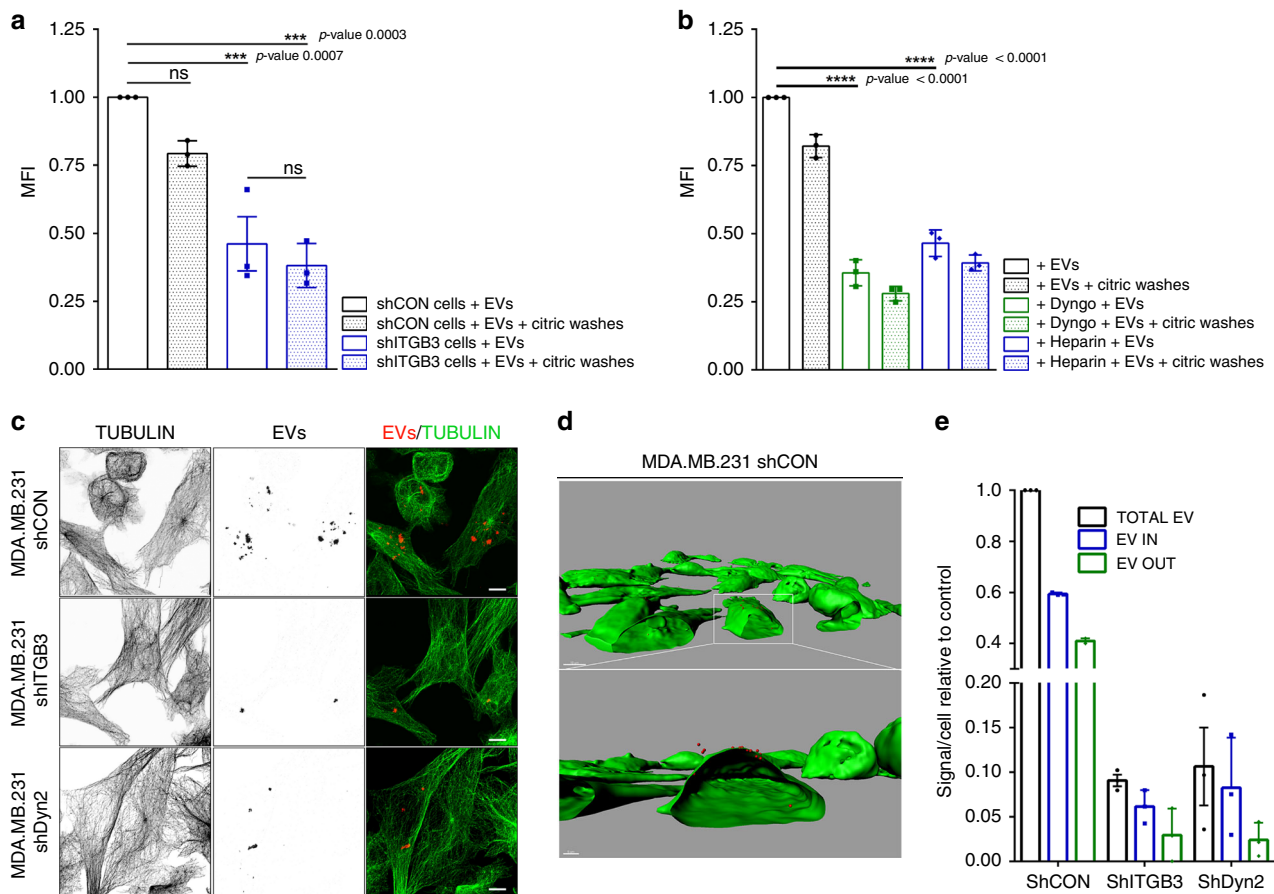 a
1.25
1.00
0.75
0.50
0.25
0.00
MFI
*** p-value 0.0003
*** p-value 0.0007
ns
ns
shCON cells + EVs
shCON cells + EVs + citric washes
shITGB3 cells + EVs
shITGB3 cells + EVs + citric washes
b
1.25
1.00
0.75
0.50
0.25
0.00
MFI
**** p-value < 0.0001
**** p-value < 0.0001
+ EVs
+ EVs + citric washes
+ Dyngo + EVs
+ Dyngo + EVs + citric washes
+ Heparin + EVs
+ Heparin + EVs + citric washes
c
TUBULIN
EVs
EVs/TUBULIN
MDA.MB.231
shCON
MDA.MB.231
shITGB3
MDA.MB.231
shDyn2
d
MDA.MB.231 shCON
e
1.0
0.8
0.6
0.4
0.20
0.15
0.10
0.05
0.00
Signal/cell relative to control
TOTAL EV
EV IN
EV OUT
ShCON
ShITGB3
ShDyn2